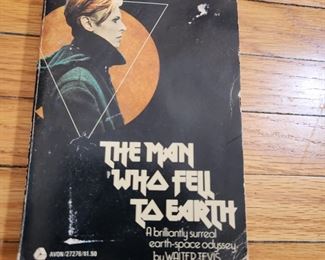 THE MAN
WHO FELL
TO EARTH
A brilliantly surreal
earth-space odyssey
by WALTER TEVIS
AVON/27276/$1.50